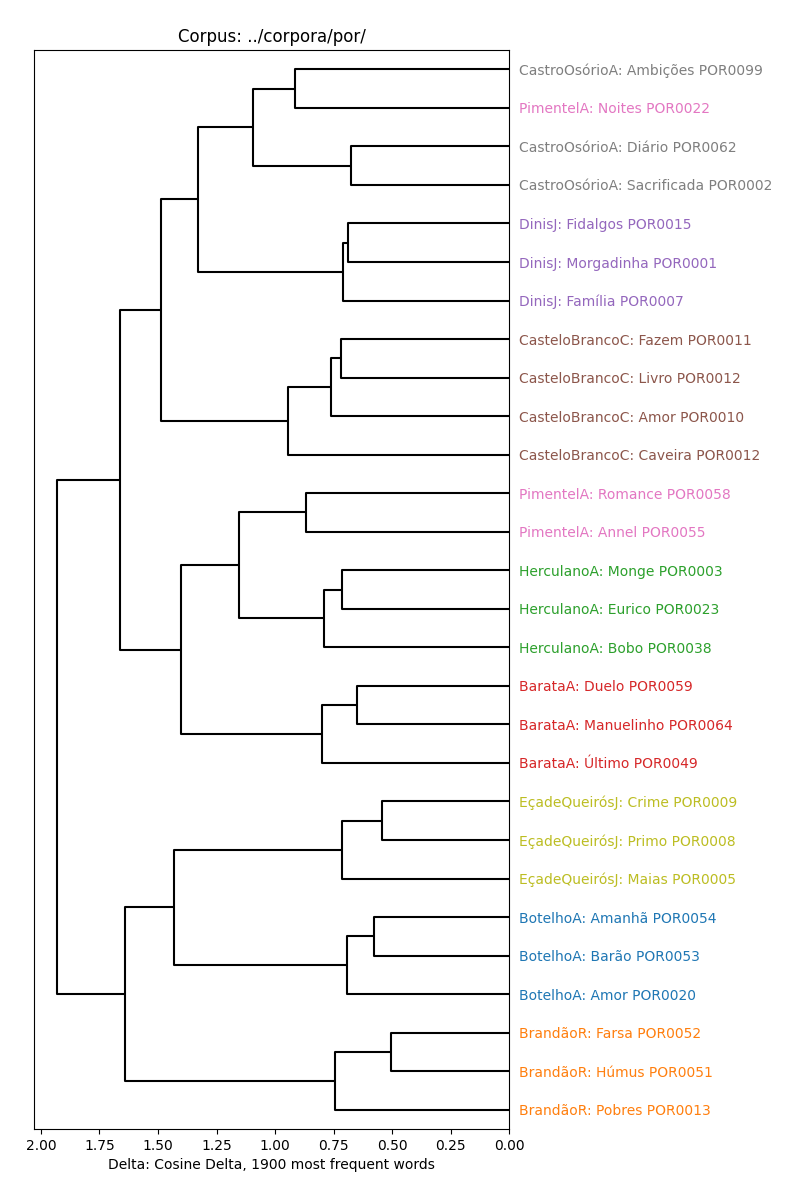 Corpus: ../corpora/por/
CastroOsórioA: Ambições POR0099
PimentelA: Noites POR0022
CastroOsórioA: Diário POR0062
CastroOsórioA: Sacrificada POR0002
DinisJ: Fidalgos POR0015
DinisJ: Morgadinha POR0001
DinisJ: Família POR0007
CasteloBrancoC: Fazem POR0011
CasteloBrancoC: Livro POR0012
CasteloBrancoC: Amor POR0010
CasteloBrancoC: Caveira POR0012
PimentelA: Romance POR0058
PimentelA: Annel POR0055
HerculanoA: Monge POR0003
HerculanoA: Eurico POR0023
HerculanoA: Bobo POR0038
BarataA: Duelo POR0059
BarataA: Manuelinho POR0064
BarataA: Último POR0049
EçadeQueirósJ: Crime POR0009
EçadeQueirósJ: Primo POR0008
EçadeQueirósJ: Maias POR0005
BotelhoA: Amanhã POR0054
BotelhoA: Barão POR0053
BotelhoA: Amor POR0020
BrandãoR: Farsa POR0052
BrandãoR: Húmus POR0051
BrandãoR: Pobres POR0013
2.00 1.75 1.50 1.25 1.00 0.75 0.50 0.25 0.00
Delta: Cosine Delta, 1900 most frequent words